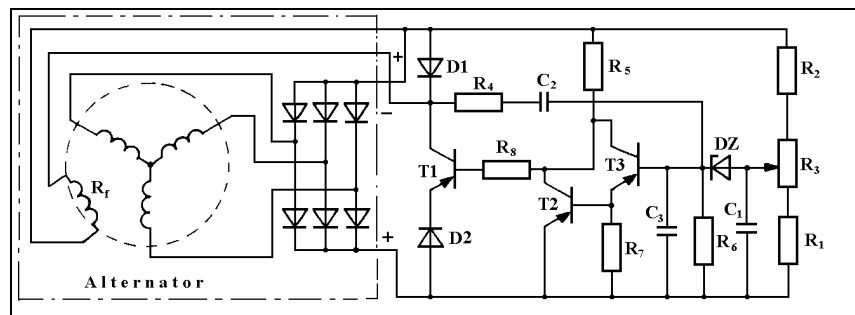 +
D1
R4
C2
R5
R2
−
T1
R8
T3
DZ
R3
Rf
T2
D2
+
R7
C3
R6
C1
R1
Alternator